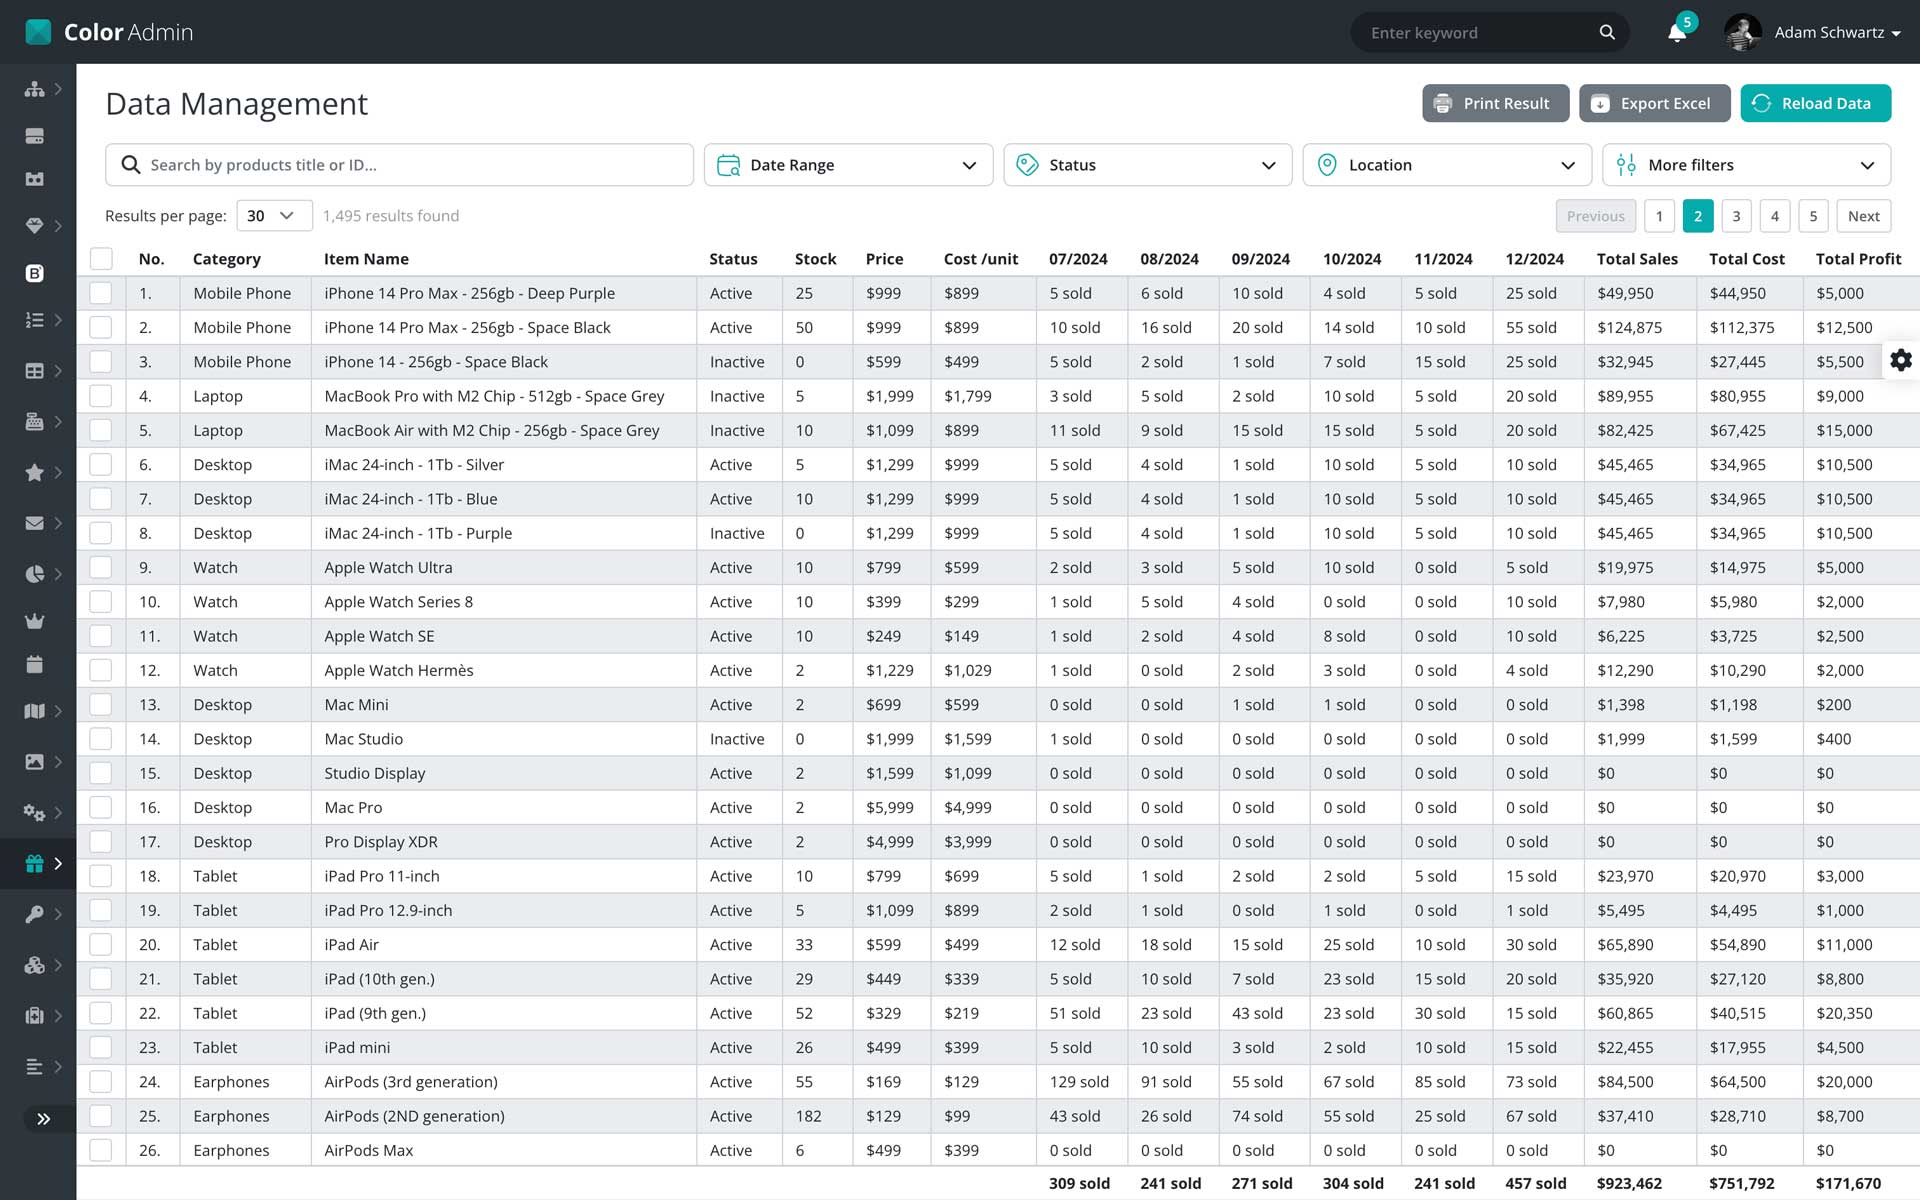 Color Admin
Enter keyword
5
Adam Schwartz
Data Management
Print Result
Export Excel
Reload Data
Search by products title or ID...
Date Range
Status
Location
More filters
Results per page: 30 1,495 results found
Previous 1 2 3 4 5 Next
No. Category Item Name Status Stock Price Cost /unit 07/2024 08/2024 09/2024 10/2024 11/2024 12/2024 Total Sales Total Cost Total Profit
1. Mobile Phone iPhone 14 Pro Max - 256gb - Deep Purple Active 25 $999 $899 5 sold 6 sold 10 sold 4 sold 5 sold 25 sold $49,950 $44,950 $5,000
2. Mobile Phone iPhone 14 Pro Max - 256gb - Space Black Active 50 $999 $899 10 sold 16 sold 20 sold 14 sold 10 sold 55 sold $124,875 $112,375 $12,500
3. Mobile Phone iPhone 14 - 256gb - Space Black Inactive 0 $599 $499 5 sold 2 sold 1 sold 7 sold 15 sold 25 sold $32,945 $27,445 $5,500
4. Laptop MacBook Pro with M2 Chip - 512gb - Space Grey Inactive 5 $1,999 $1,799 3 sold 5 sold 2 sold 10 sold 5 sold 20 sold $89,955 $80,955 $9,000
5. Laptop MacBook Air with M2 Chip - 256gb - Space Grey Inactive 10 $1,099 $899 11 sold 9 sold 15 sold 15 sold 5 sold 20 sold $82,425 $67,425 $15,000
6. Desktop iMac 24-inch - 1Tb - Silver Active 5 $1,299 $999 5 sold 4 sold 1 sold 10 sold 5 sold 10 sold $45,465 $34,965 $10,500
7. Desktop iMac 24-inch - 1Tb - Blue Active 10 $1,299 $999 5 sold 4 sold 1 sold 10 sold 5 sold 10 sold $45,465 $34,965 $10,500
8. Desktop iMac 24-inch - 1Tb - Purple Inactive 0 $1,299 $999 5 sold 4 sold 1 sold 10 sold 5 sold 10 sold $45,465 $34,965 $10,500
9. Watch Apple Watch Ultra Active 10 $799 $599 2 sold 3 sold 5 sold 10 sold 0 sold 5 sold $19,975 $14,975 $5,000
10. Watch Apple Watch Series 8 Active 10 $399 $299 1 sold 5 sold 4 sold 0 sold 0 sold 10 sold $7,980 $5,980 $2,000
11. Watch Apple Watch SE Active 10 $249 $149 1 sold 2 sold 4 sold 8 sold 0 sold 10 sold $6,225 $3,725 $2,500
12. Watch Apple Watch Hermès Active 2 $1,229 $1,029 1 sold 0 sold 2 sold 3 sold 0 sold 4 sold $12,290 $10,290 $2,000
13. Desktop Mac Mini Active 2 $699 $599 0 sold 0 sold 1 sold 1 sold 0 sold 0 sold $1,398 $1,198 $200
14. Desktop Mac Studio Inactive 0 $1,999 $1,599 1 sold 0 sold 0 sold 0 sold 0 sold 0 sold $1,999 $1,599 $400
15. Desktop Studio Display Active 2 $1,599 $1,099 0 sold 0 sold 0 sold 0 sold 0 sold 0 sold $0 $0 $0
16. Desktop Mac Pro Active 2 $5,999 $4,999 0 sold 0 sold 0 sold 0 sold 0 sold 0 sold $0 $0 $0
17. Desktop Pro Display XDR Active 2 $4,999 $3,999 0 sold 0 sold 0 sold 0 sold 0 sold 0 sold $0 $0 $0
18. Tablet iPad Pro 11-inch Active 10 $799 $699 5 sold 1 sold 2 sold 2 sold 5 sold 15 sold $23,970 $20,970 $3,000
19. Tablet iPad Pro 12.9-inch Active 5 $1,099 $899 2 sold 1 sold 0 sold 1 sold 0 sold 1 sold $5,495 $4,495 $1,000
20. Tablet iPad Air Active 33 $599 $499 12 sold 18 sold 15 sold 25 sold 10 sold 30 sold $65,890 $54,890 $11,000
21. Tablet iPad (10th gen.) Active 29 $449 $339 5 sold 10 sold 7 sold 23 sold 15 sold 20 sold $35,920 $27,120 $8,800
22. Tablet iPad (9th gen.) Active 52 $329 $219 51 sold 23 sold 43 sold 23 sold 30 sold 15 sold $60,865 $40,515 $20,350
23. Tablet iPad mini Active 26 $499 $399 5 sold 10 sold 3 sold 2 sold 10 sold 15 sold $22,455 $17,955 $4,500
24. Earphones AirPods (3rd generation) Active 55 $169 $129 129 sold 91 sold 55 sold 67 sold 85 sold 73 sold $84,500 $64,500 $20,000
25. Earphones AirPods (2ND generation) Active 182 $129 $99 43 sold 26 sold 74 sold 55 sold 25 sold 67 sold $37,410 $28,710 $8,700
26. Earphones AirPods Max Active 6 $499 $399 0 sold 0 sold 0 sold 0 sold 0 sold 0 sold $0 $0 $0
309 sold 241 sold 271 sold 304 sold 241 sold 457 sold $923,462 $751,792 $171,670